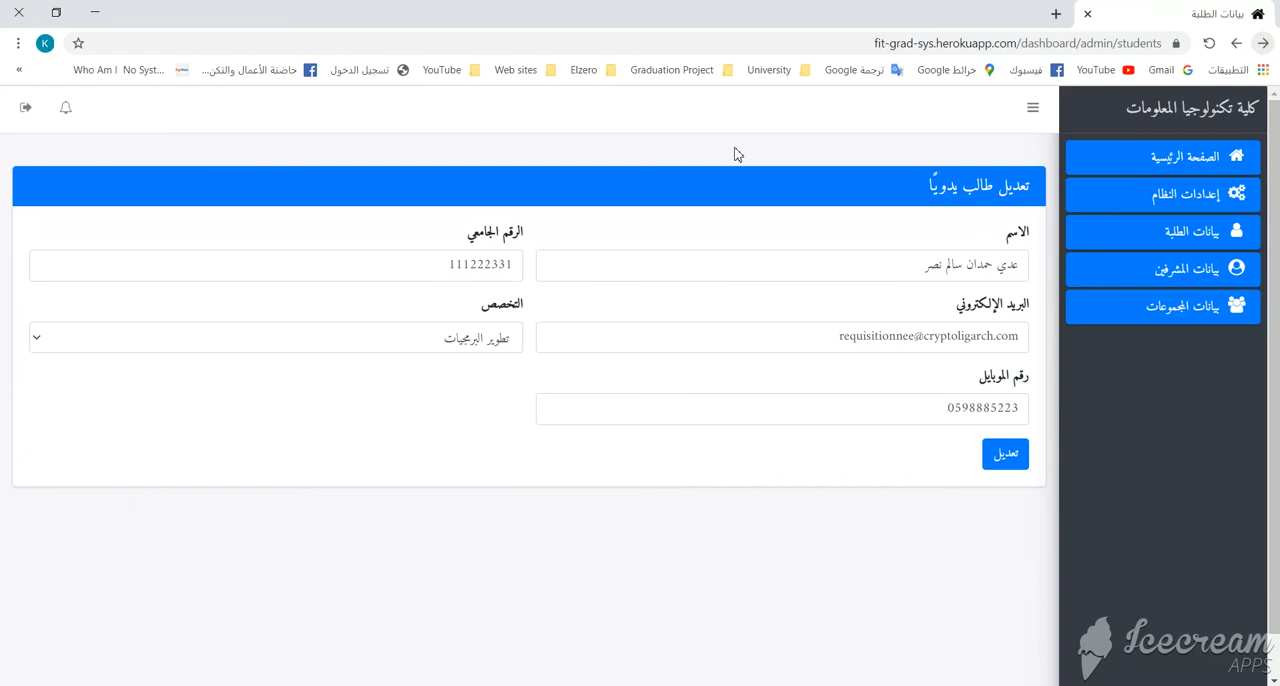 بيانات الطلبة
fit-grad-sys.herokuapp.com/dashboard/admin/students
K
التطبيقات
Gmail
YouTube
فيسبوك
خرائط Google
ترجمة Google
University
Graduation Project
Elzero
Web sites
YouTube
تسجيل الدخول
حاضنة الأعمال والتكن...
Who Am I | No Syst...
كلية تكنولوجيا المعلومات
الصفحة الرئيسية
إعدادات النظام
بيانات الطلبة
بيانات المشرفين
بيانات المجموعات
تعديل طالب يدويًا
الاسم
عدي حمدان سالم نصر
الرقم الجامعي
111222331
البريد الإلكتروني
requisitionnee@cryptoligarch.com
التخصص
تطوير البرمجيات
رقم الموبايل
0598885223
تعديل
Icecream
APPS